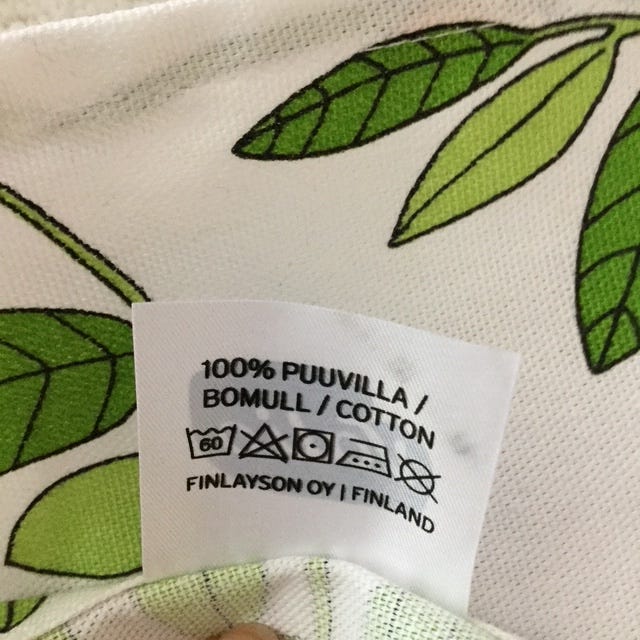 100% PUUVILLA /
BOMULL / COTTON
60
FINLAYSON OY | FINLAND